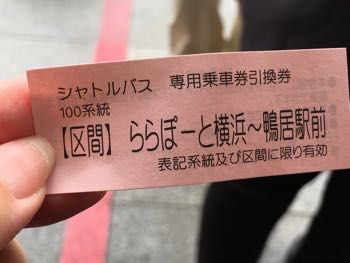 シャトルバス 専用乗車券引換券
100系統
【区間】 ららぽーと横浜〜鴨居駅前
表記系統及び区間に限り有効